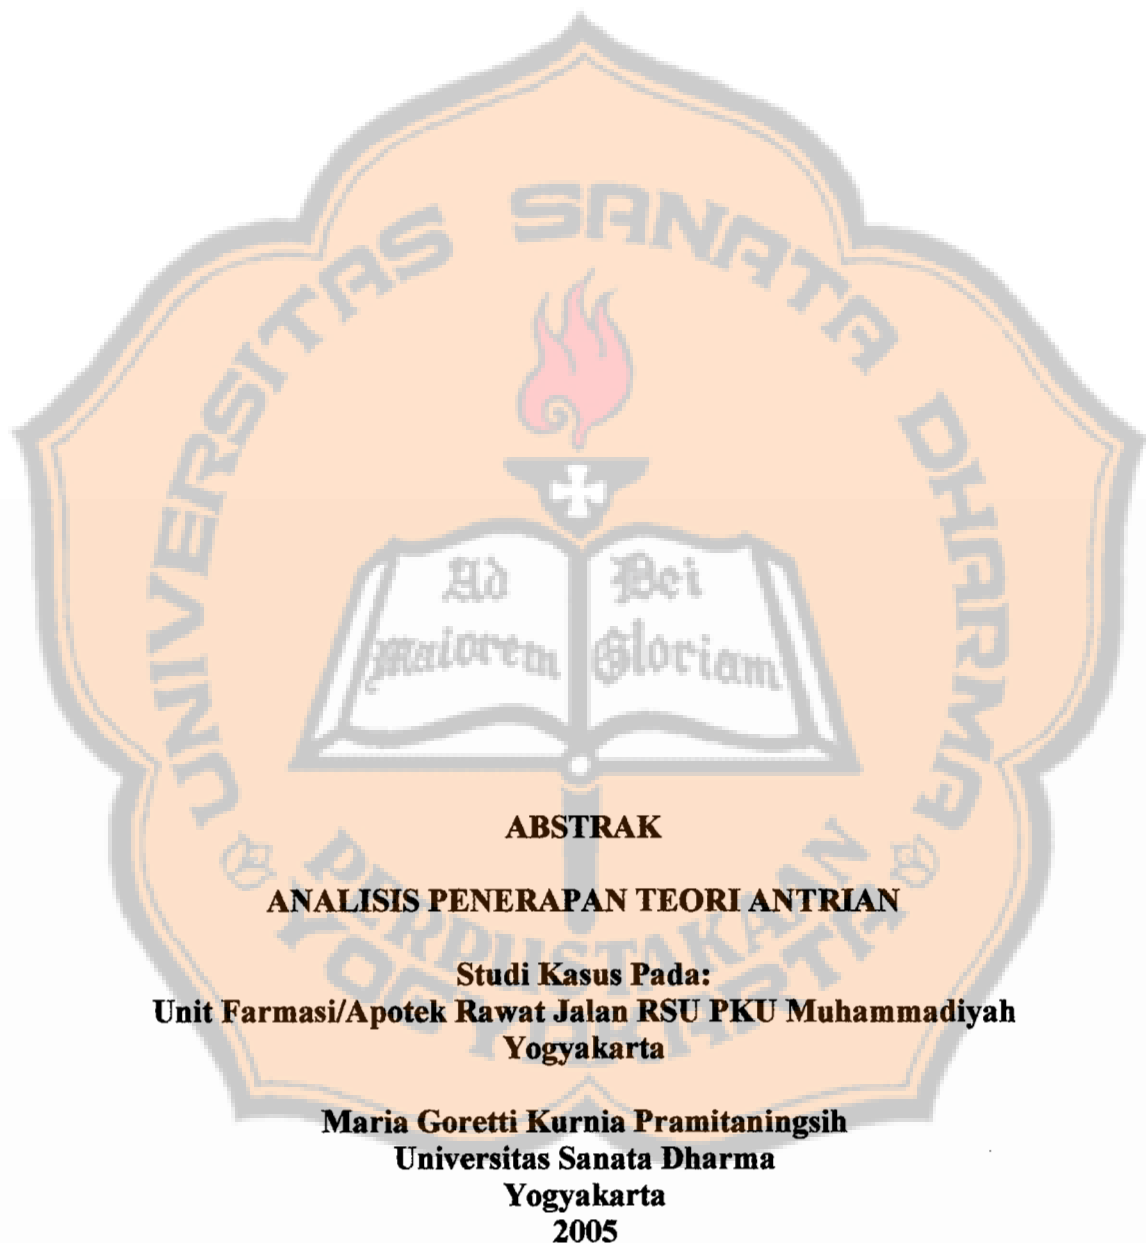 UNIVERSITAS SANATA DHARMA
Ad
Dei
maiorem
Gloriam
PERPUSTAKAAN
YOGYAKARTA
ABSTRAK
ANALISIS PENERAPAN TEORI ANTRIAN
Studi Kasus Pada:
Unit Farmasi/Apotek Rawat Jalan RSU PKU Muhammadiyah
Yogyakarta
Maria Goretti Kurnia Pramitaningsih
Universitas Sanata Dharma
Yogyakarta
2005